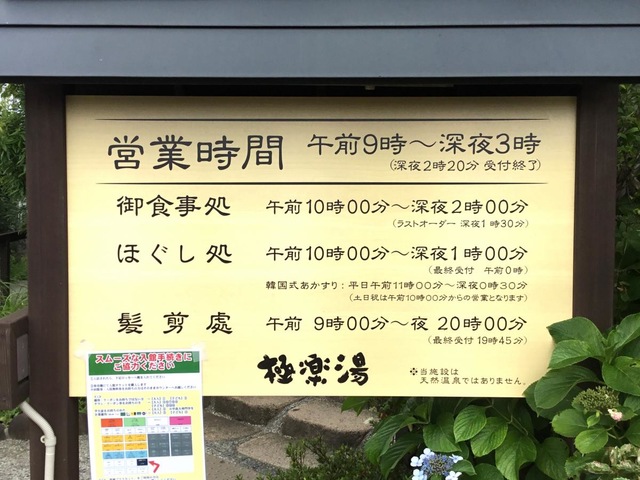 営業時間 午前9時～深夜3時
(深夜2時20分 受付終了)
御食事処 午前10時00分～深夜2時00分
(ラストオーダー 深夜1時30分)
ほぐし処 午前10時00分～深夜1時00分
(最終受付 午前0時)
韓国式あかすり：平日午前11時00分～深夜0時30分
(土日祝は午前10時00分からの営業となります)
髪剪處 午前 9時00分～夜 20時00分
(最終受付 19時45分)
極楽湯
※当施設は
天然温泉ではありません。
スムーズな入館手続きに
ご協力ください